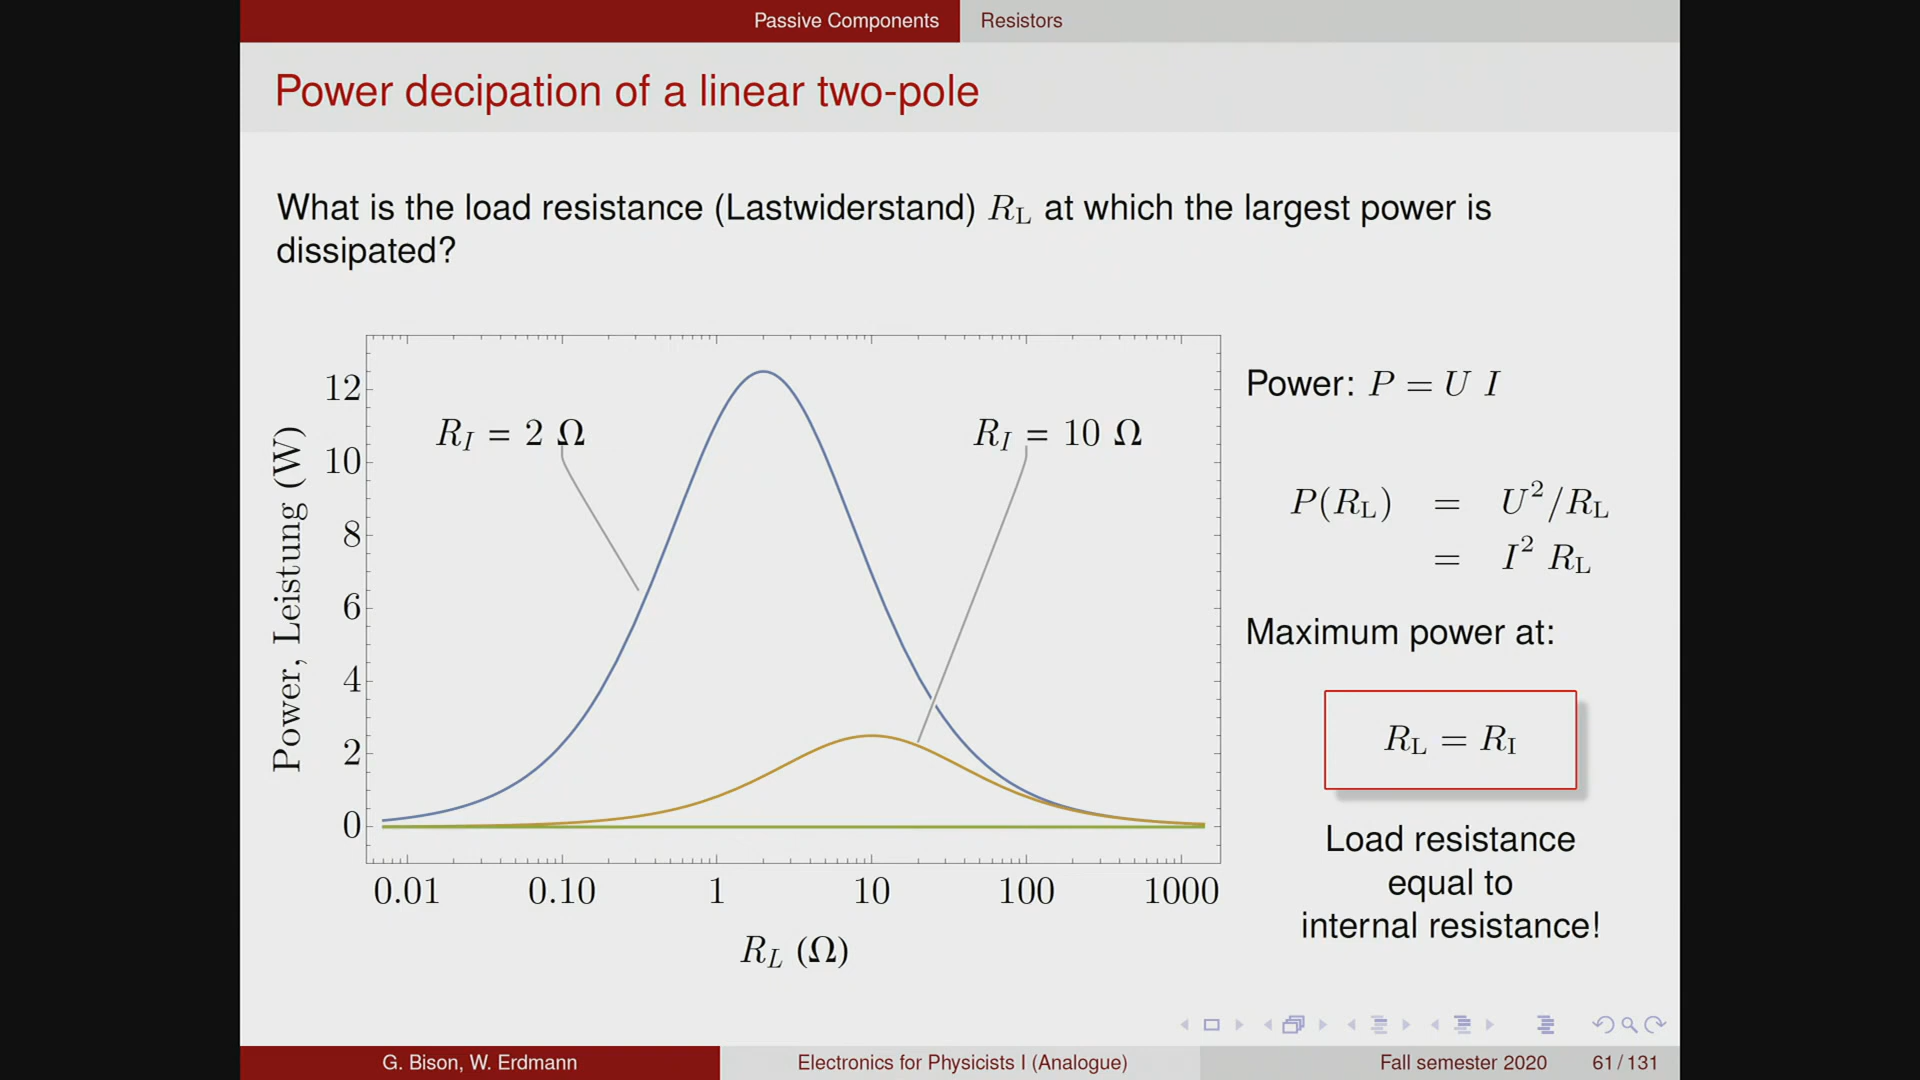 Passive Components
Resistors
Power decipation of a linear two-pole
What is the load resistance (Lastwiderstand) R_L at which the largest power is
dissipated?
Power, Leistung (W)
12
10
8
6
4
2
0
R_I = 2 Ω
R_I = 10 Ω
0.01 0.10 1 10 100 1000
R_L (Ω)
Power: P = U I
P(R_L) = U²/R_L
= I² R_L
Maximum power at:
R_L = R_I
Load resistance
equal to
internal resistance!
G. Bison, W. Erdmann
Electronics for Physicists I (Analogue)
Fall semester 2020
61 / 131